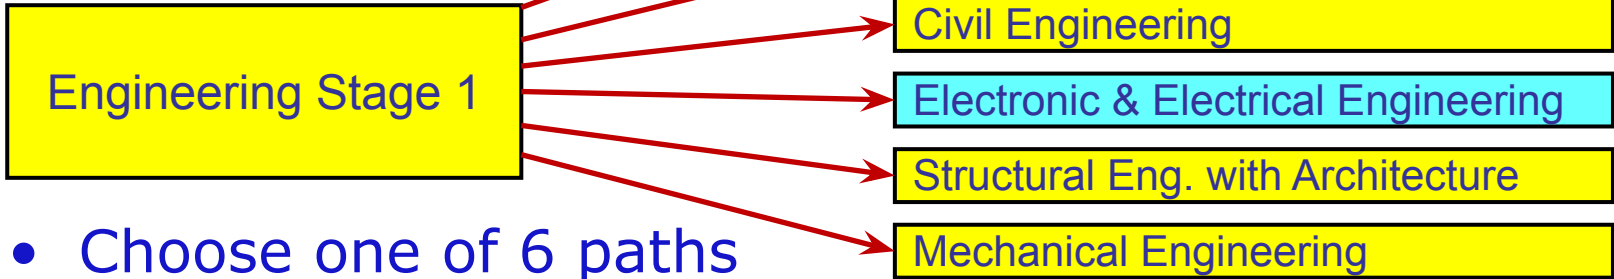 Civil Engineering
Engineering Stage 1
Electronic & Electrical Engineering
Structural Eng. with Architecture
Mechanical Engineering
• Choose one of 6 paths